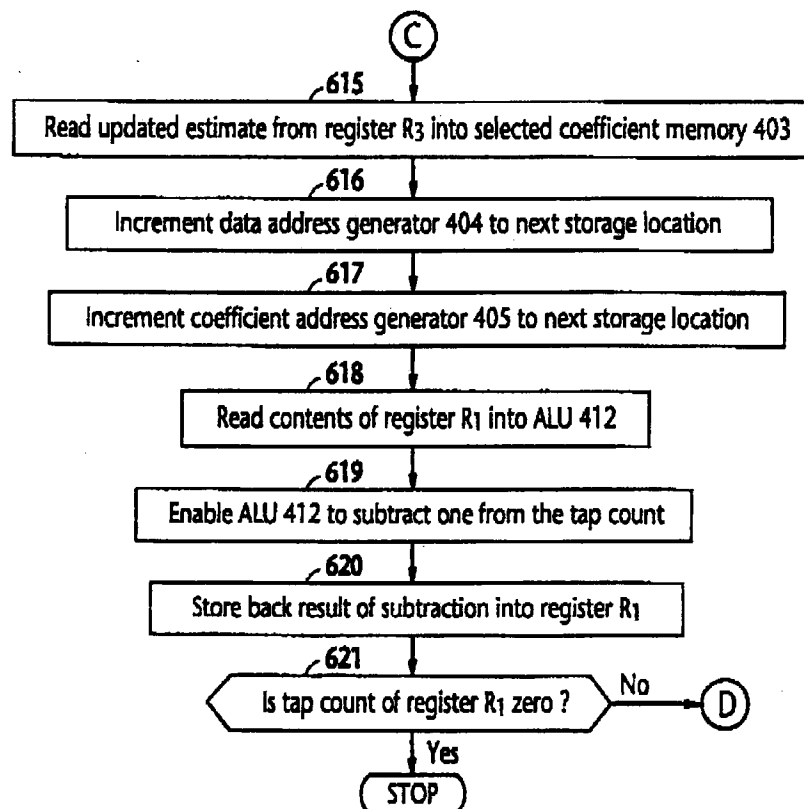 C
615
Read updated estimate from register R3 into selected coefficient memory 403
616
Increment data address generator 404 to next storage location
617
Increment coefficient address generator 405 to next storage location
618
Read contents of register R1 into ALU 412
619
Enable ALU 412 to subtract one from the tap count
620
Store back result of subtraction into register R1
621
Is tap count of register R1 zero ?
No
D
Yes
STOP